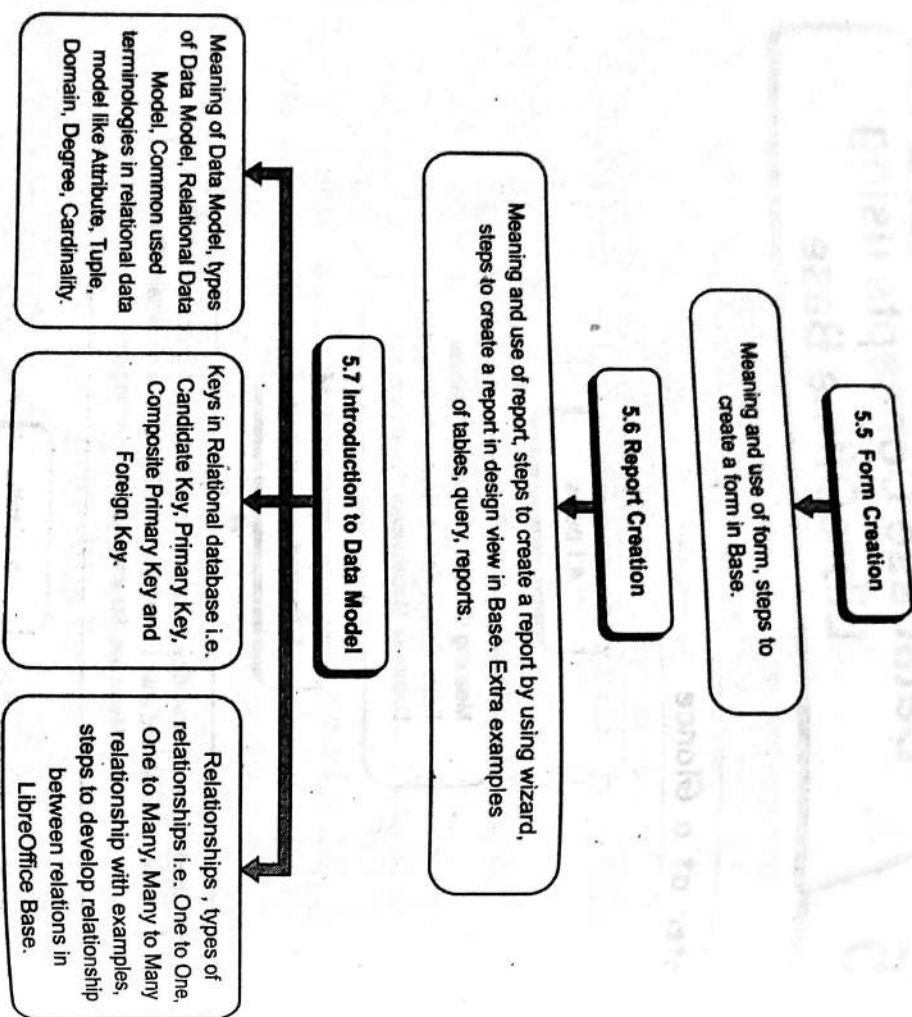 5.5 Form Creation
Meaning and use of form, steps to
create a form in Base.
5.6 Report Creation
Meaning and use of report, steps to create a report by using wizard,
steps to create a report in design view in Base. Extra examples
of tables, query, reports.
5.7 Introduction to Data Model
Meaning of Data Model, types
of Data Model, Relational Data
Model, Common used
terminologies in relational data
model like Attribute, Tuple,
Domain, Degree, Cardinality.
Keys in Relational database i.e.
Candidate Key, Primary Key,
Composite Primary Key and
Foreign Key.
Relationships , types of
relationships i.e. One to One,
One to Many, Many to Many
relationship with examples,
steps to develop relationship
between relations in
LibreOffice Base.